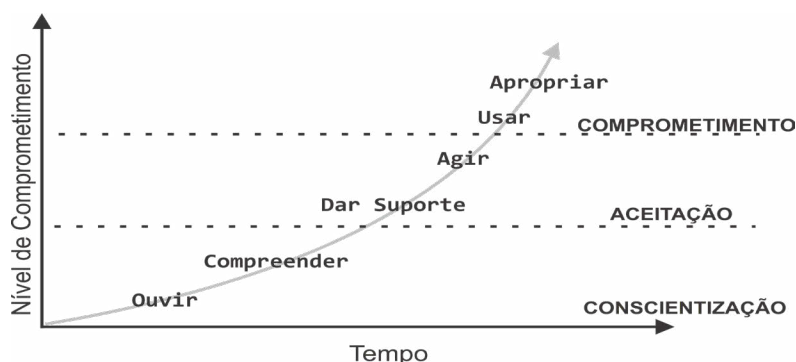 Nível de Comprometimento
Apropriar
Usar
COMPROMETIMENTO
Agir
Dar Suporte
ACEITAÇÃO
Compreender
Ouvir
CONSCIENTIZAÇÃO
Tempo